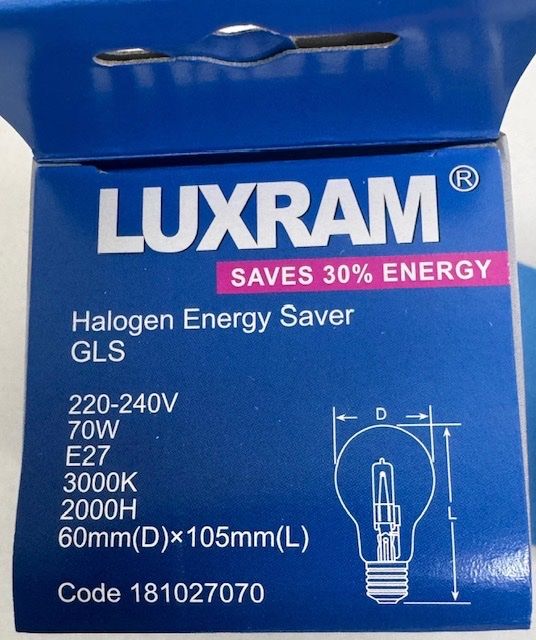 LUXRAM®
SAVES 30% ENERGY
Halogen Energy Saver
GLS
220-240V
70W
E27
3000K
2000H
60mm(D)×105mm(L)
Code 181027070
D
L